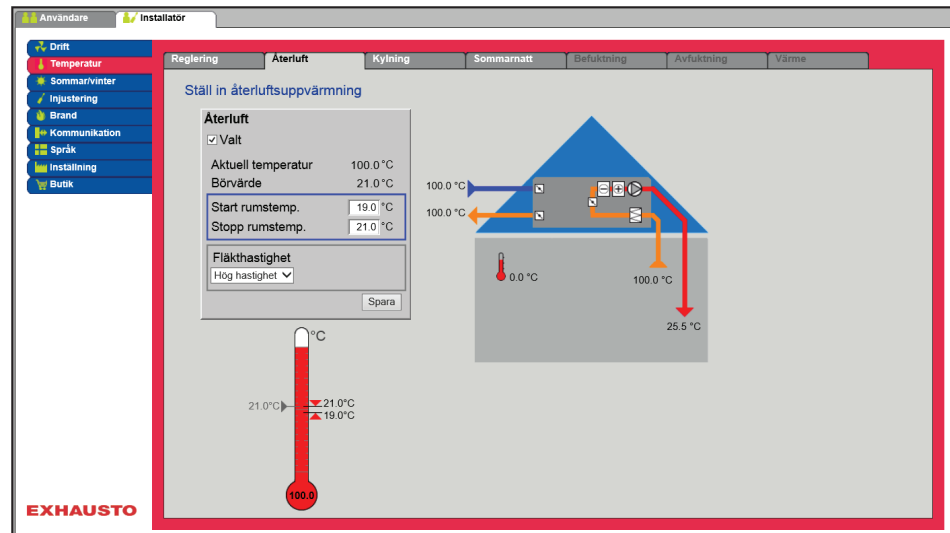 Användare Installatör
Drift
Temperatur
Sommar/vinter
Injustering
Brand
Kommunikation
Språk
Inställning
Butik
Reglering Återluft Kylning Sommarnatt Befuktning Avfuktning Värme
Ställ in återluftsuppvärmning
Återluft
Valt
Aktuell temperatur 100.0 °C
Börvärde 21.0 °C
Start rumstemp. 19.0 °C
Stopp rumstemp. 21.0 °C
Fläkthastighet
Hög hastighet
Spara
100.0 °C
100.0 °C
0.0 °C
100.0 °C
25.5 °C
°C
21.0°C
21.0°C
19.0°C
100.0
EXHAUSTO